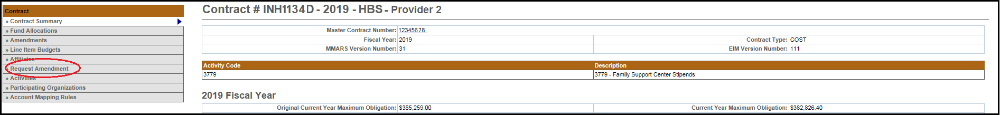 Contract
» Contract Summary
» Fund Allocations
» Amendments
» Line Item Budgets
» Affiliates
» Request Amendment
» Activities
» Participating Organizations
» Account Mapping Rules
Contract # INH1134D - 2019 - HBS - Provider 2
Master Contract Number: 12345678
Fiscal Year: 2019 Contract Type: COST
MMARS Version Number: 31 EIM Version Number: 111
Activity Code Description
3779 3779 - Family Support Center Stipends
2019 Fiscal Year
Original Current Year Maximum Obligation: $385,259.00 Current Year Maximum Obligation: $382,826.40